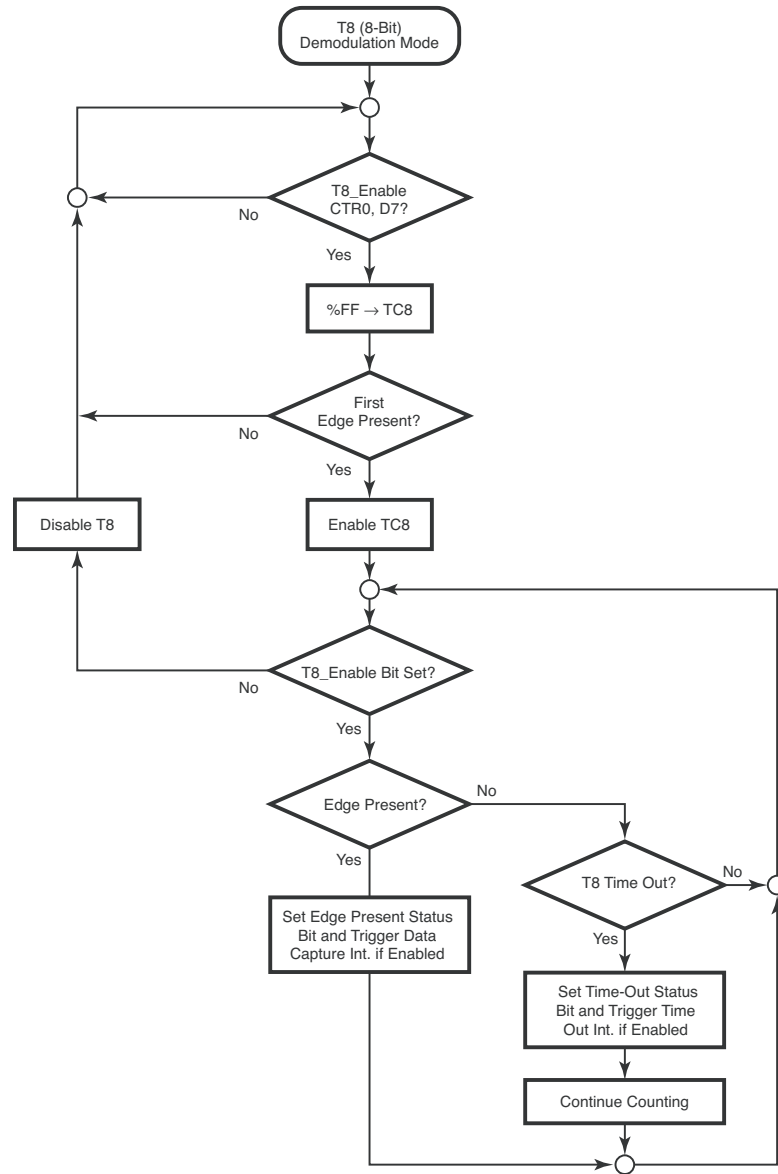 T8 (8-Bit)
Demodulation Mode
T8_Enable
CTR0, D7?
No
Yes
%FF → TC8
First
Edge Present?
No
Yes
Disable T8
Enable TC8
T8_Enable Bit Set?
No
Yes
Edge Present?
No
Yes
T8 Time Out?
No
Yes
Set Edge Present Status
Bit and Trigger Data
Capture Int. if Enabled
Set Time-Out Status
Bit and Trigger Time
Out Int. if Enabled
Continue Counting